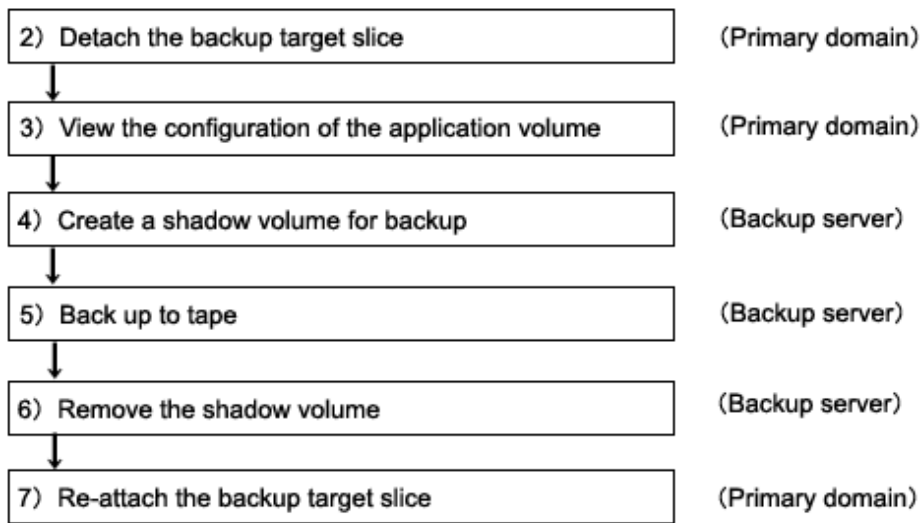 2) Detach the backup target slice (Primary domain)
3) View the configuration of the application volume (Primary domain)
4) Create a shadow volume for backup (Backup server)
5) Back up to tape (Backup server)
6) Remove the shadow volume (Backup server)
7) Re-attach the backup target slice (Primary domain)